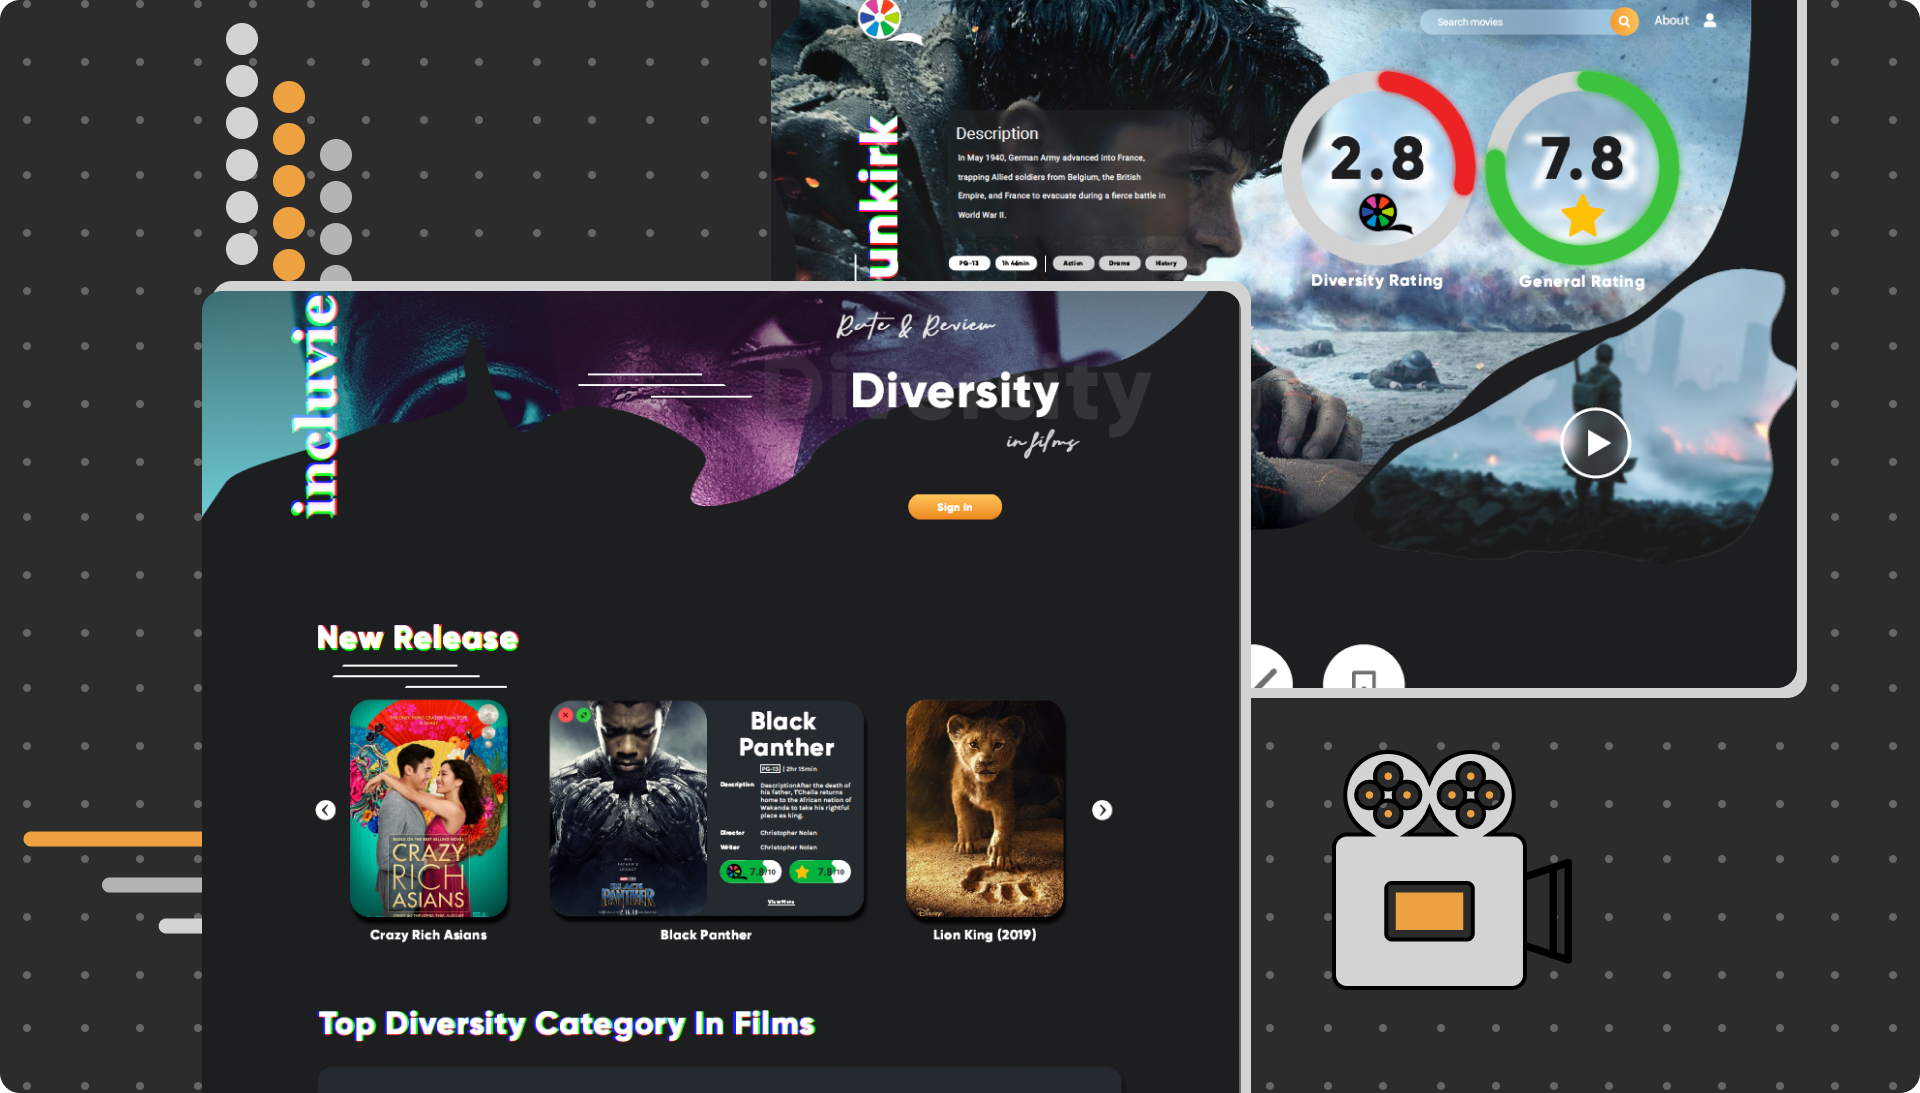 Search movies
About
Description
In May 1940, German Army advanced into France,
trapping Allied soldiers from Belgium, the British
Empire, and France to evacuate during a fierce battle in
World War II.
unkirk
PG-13
1h 46min
Action
Drama
History
2.8
Diversity Rating
7.8
General Rating
incluvie
Rate & Review
Diversity
Diversity
in films
Sign In
New Release
CRAZY
RICH
ASIANS
Crazy Rich Asians
BLACK
PANTHER
Black
Panther
PG-13 | 2hr 15min
Description
DescriptionAfter the death of
his father, T'Challa returns
home to the African nation of
Wakanda to take his rightful
place as king.
Director
Christopher Nolan
Writer
Christopher Nolan
7.8/10
7.8/10
View More
Black Panther
Disney
Lion King (2019)
Top Diversity Category In Films